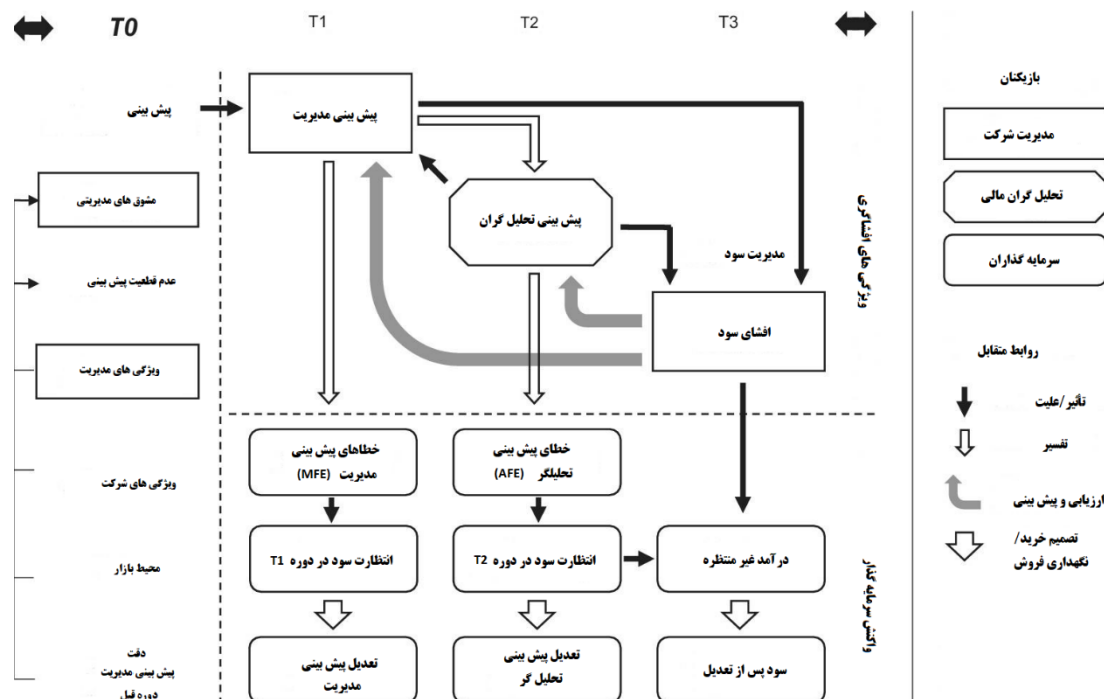 T0
T1
T2
T3
پیش بینی
مشوق های مدیریتی
عدم قطعیت پیش بینی
ویژگی های مدیریت
ویژگی های شرکت
محیط بازار
دقت
پیش بینی مدیریت
دوره قبل
پیش بینی مدیریت
پیش بینی تحلیل گران
مدیریت سود
افشای سود
ویژگی های افشاگری
خطاهای پیش بینی
مدیریت (MFE)
خطای پیش بینی
تحلیلگر (AFE)
انتظارت سود در دوره T1
انتظارت سود در دوره T2
درآمد غیر منتظره
تعدیل پیش بینی
مدیریت
تعدیل پیش بینی
تحلیل گر
سود پس از تعدیل
واکنش سرمایه گذار
بازیکنان
مدیریت شرکت
تحلیل گران مالی
سرمایه گذاران
روابط متقابل
تأثیر/علیت
تفسیر
ارزیابی و پیش بینی
تصمیم خرید/
نگهداری فروش